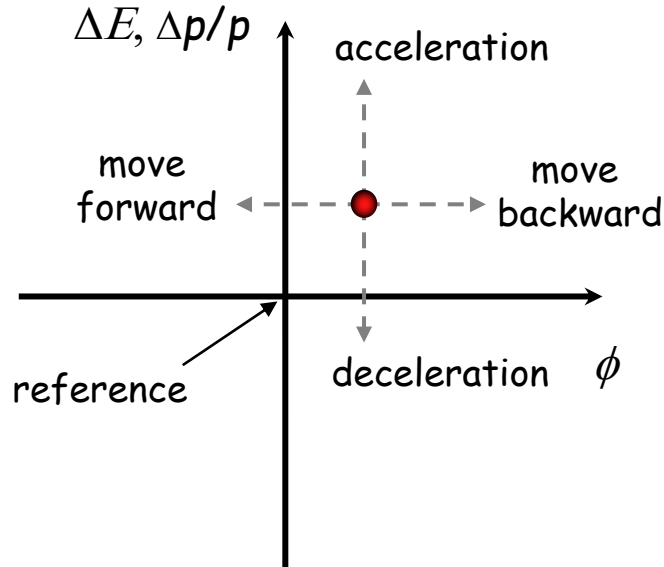 ΔE, Δp/p
acceleration
move
forward
move
backward
reference
deceleration
ϕ